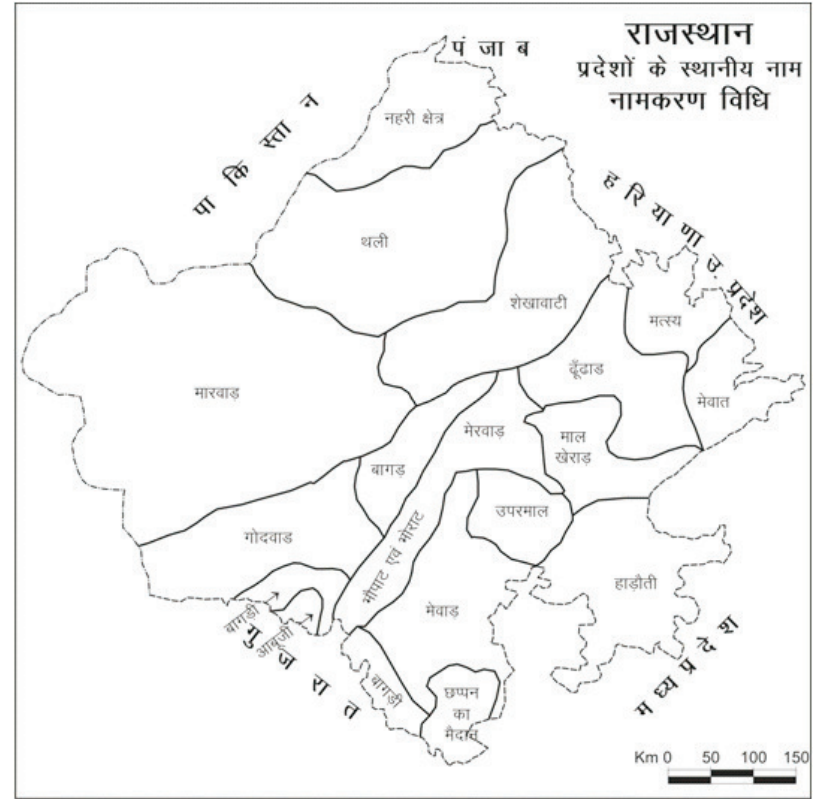 राजस्थान
प्रदेशों के स्थानीय नाम
नामकरण विधि
पंजाब
पाकिस्तान
हरियाणा
उ प्रदेश
नहरी क्षेत्र
थली
शेखावाटी
मत्स्य
ढूँढाड
मेवात
मारवाड़
मेरवाड़
माल
खेराड़
बागड़
उपरमाल
गोदवाड
भौपाट एवं भोराट
हाड़ौती
मेवाड़
बागड़ी
आबूजी
गुजरात
बागड़ी
छप्पन
का
मैदान
मध्य प्रदेश
Km 0 50 100 150